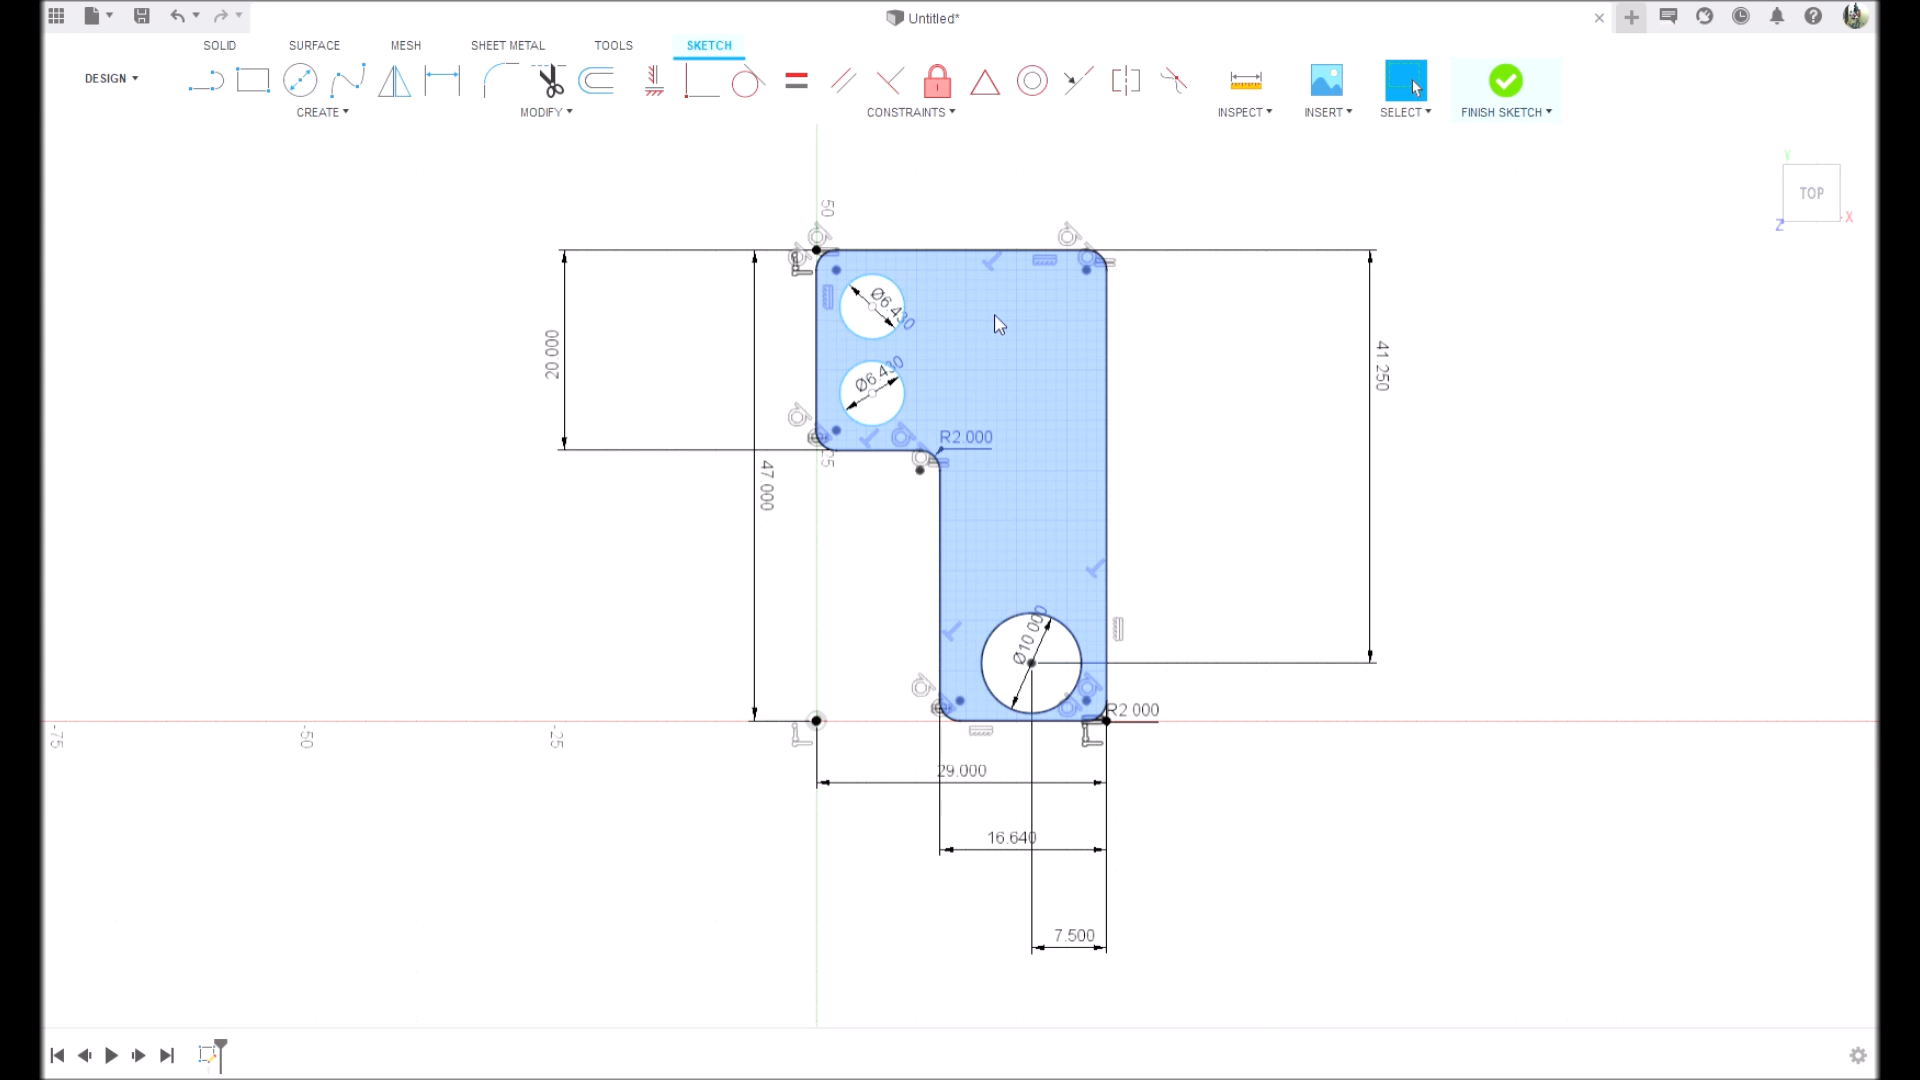 Untitled*
SOLID SURFACE MESH SHEET METAL TOOLS SKETCH
DESIGN
CREATE MODIFY CONSTRAINTS INSPECT INSERT SELECT FINISH SKETCH
Y
TOP
X
Z
50
Ø6.430
20.000
41.250
Ø6.430
R2.000
25
47.000
Ø10.000
R2.000
-75
-50
-25
29.000
16.640
7.500